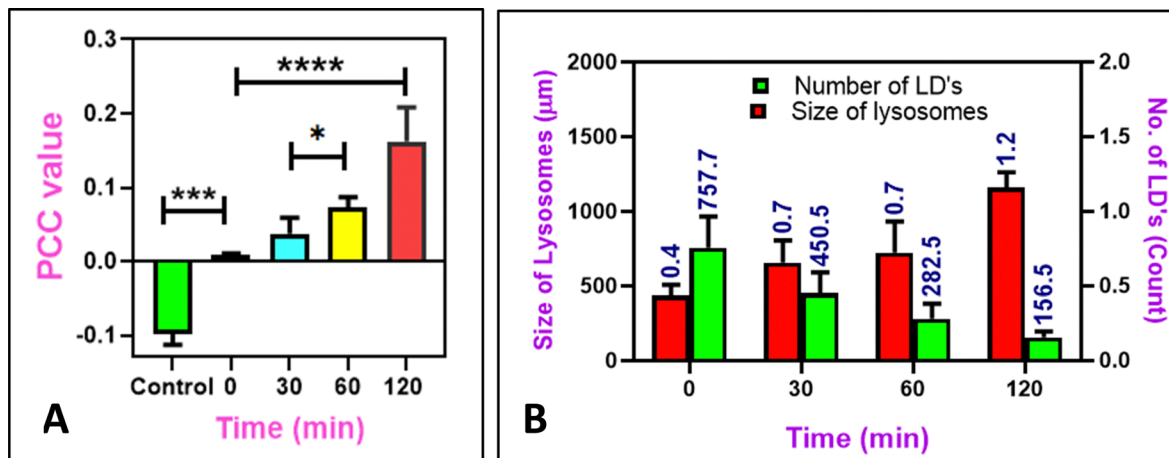 0.3
0.2
0.1
0.0
-0.1
PCC value
***
*
****
Control 0 30 60 120
Time (min)
A
Size of Lysosomes (µm)
2000
1500
1000
500
0
Number of LD's
Size of lysosomes
0.4 757.7 0.7 450.5 0.7 282.5 1.2 156.5
0 30 60 120
Time (min)
2.0
1.5
1.0
0.5
0.0
No. of LD's (Count)
B